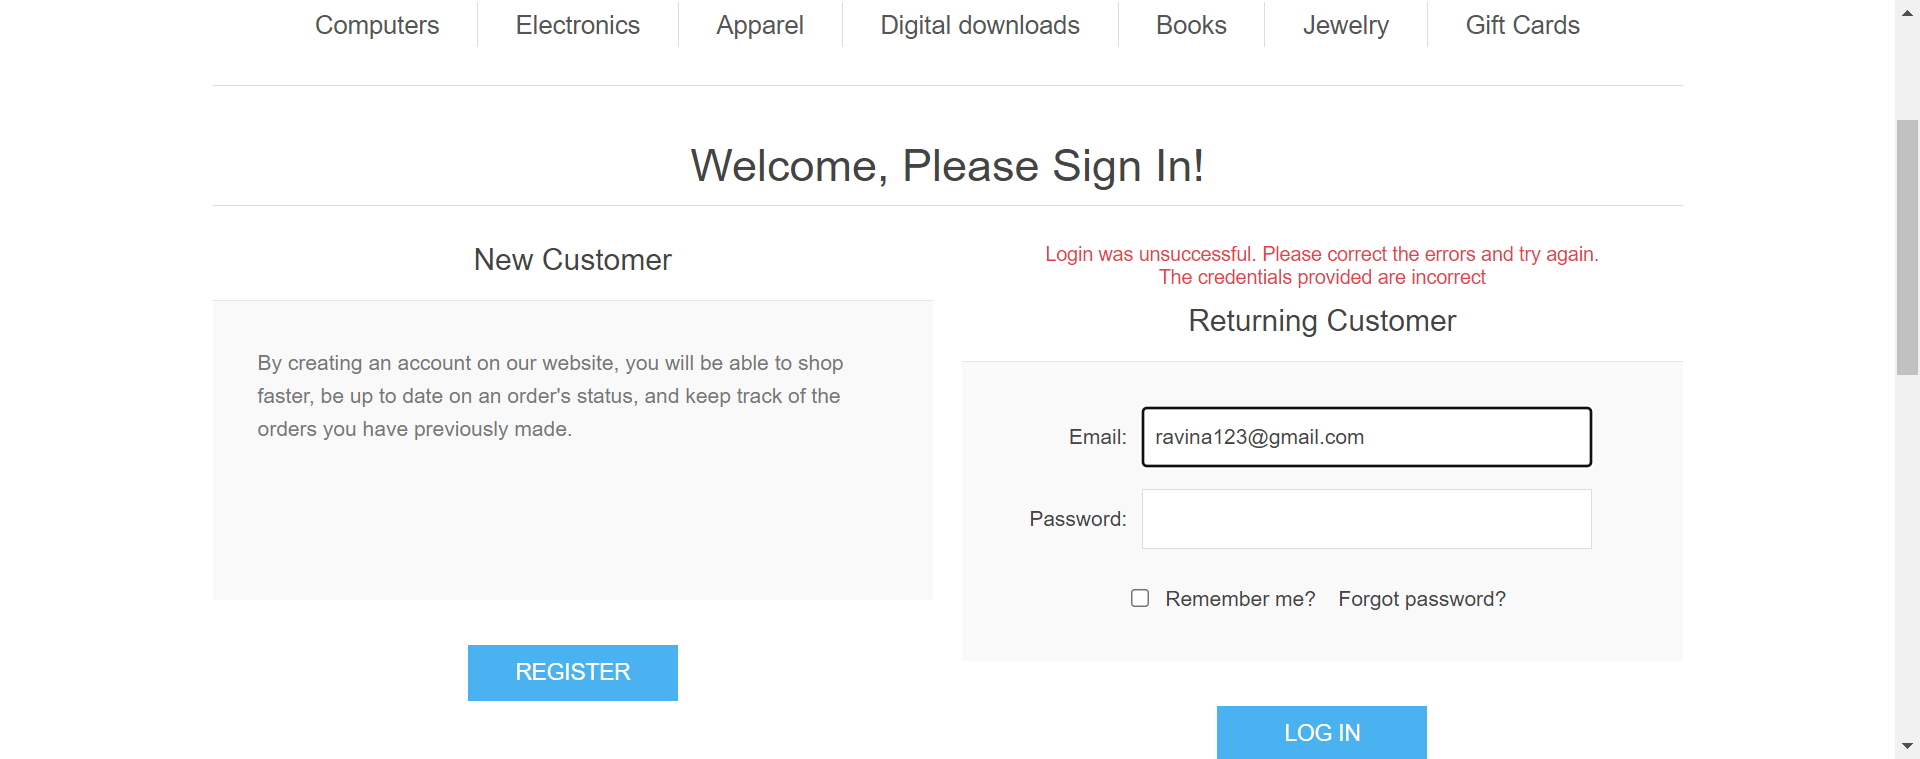 Computers Electronics Apparel Digital downloads Books Jewelry Gift Cards
Welcome, Please Sign In!
New Customer
By creating an account on our website, you will be able to shop
faster, be up to date on an order's status, and keep track of the
orders you have previously made.
REGISTER
Login was unsuccessful. Please correct the errors and try again.
The credentials provided are incorrect
Returning Customer
Email: ravina123@gmail.com
Password:
Remember me? Forgot password?
LOG IN